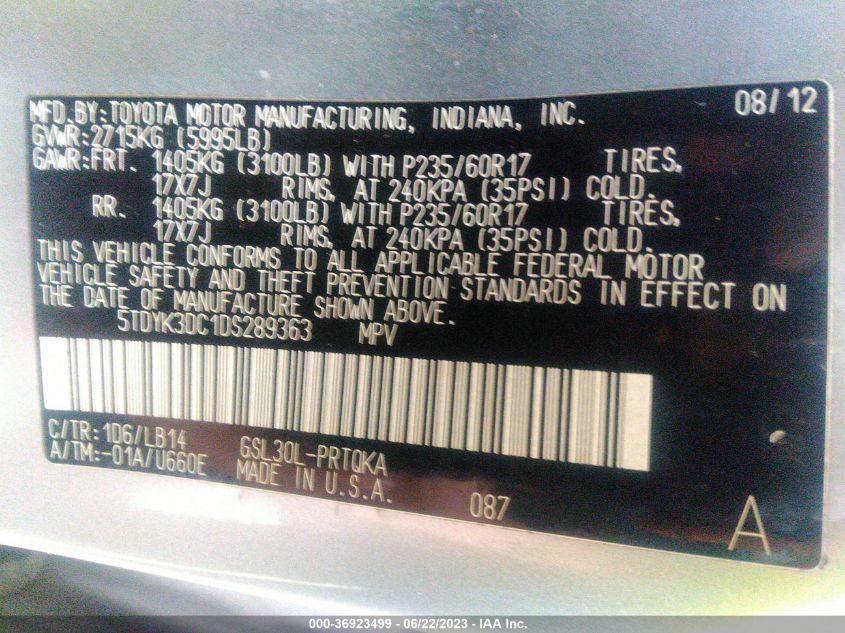 MFD.BY:TOYOTA MOTOR MANUFACTURING, INDIANA, INC. 08/12
GVWR:2715KG (5995LB)
GAWR:FRT. 1405KG (3100LB) WITH P235/60R17 TIRES,
17X7J RIMS, AT 240KPA (35PSI) COLD.
RR. 1405KG (3100LB) WITH P235/60R17 TIRES,
17X7J RIMS, AT 240KPA (35PSI) COLD.
THIS VEHICLE CONFORMS TO ALL APPLICABLE FEDERAL MOTOR
VEHICLE SAFETY AND THEFT PREVENTION STANDARDS IN EFFECT ON
THE DATE OF MANUFACTURE SHOWN ABOVE.
5TDYK3DC1DS289363 MPV
C/TR:1D6/LB14 GSL30L-PRTQKA
A/TM:-01A/U660E MADE IN U.S.A. 087
A
000-36923499 - 06/22/2023 - IAA Inc.